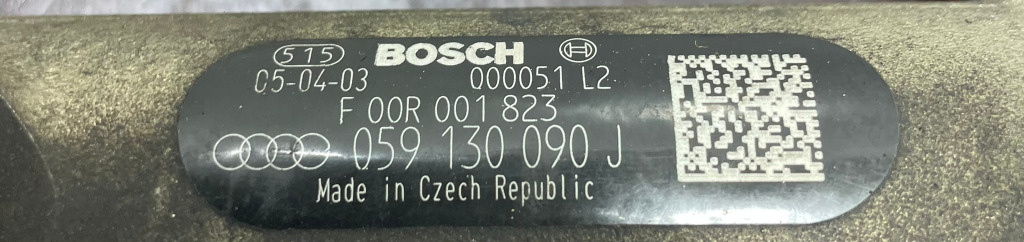 515 BOSCH
05-04-03 000051 L2
F 00R 001 823
059 130 090 J
Made in Czech Republic